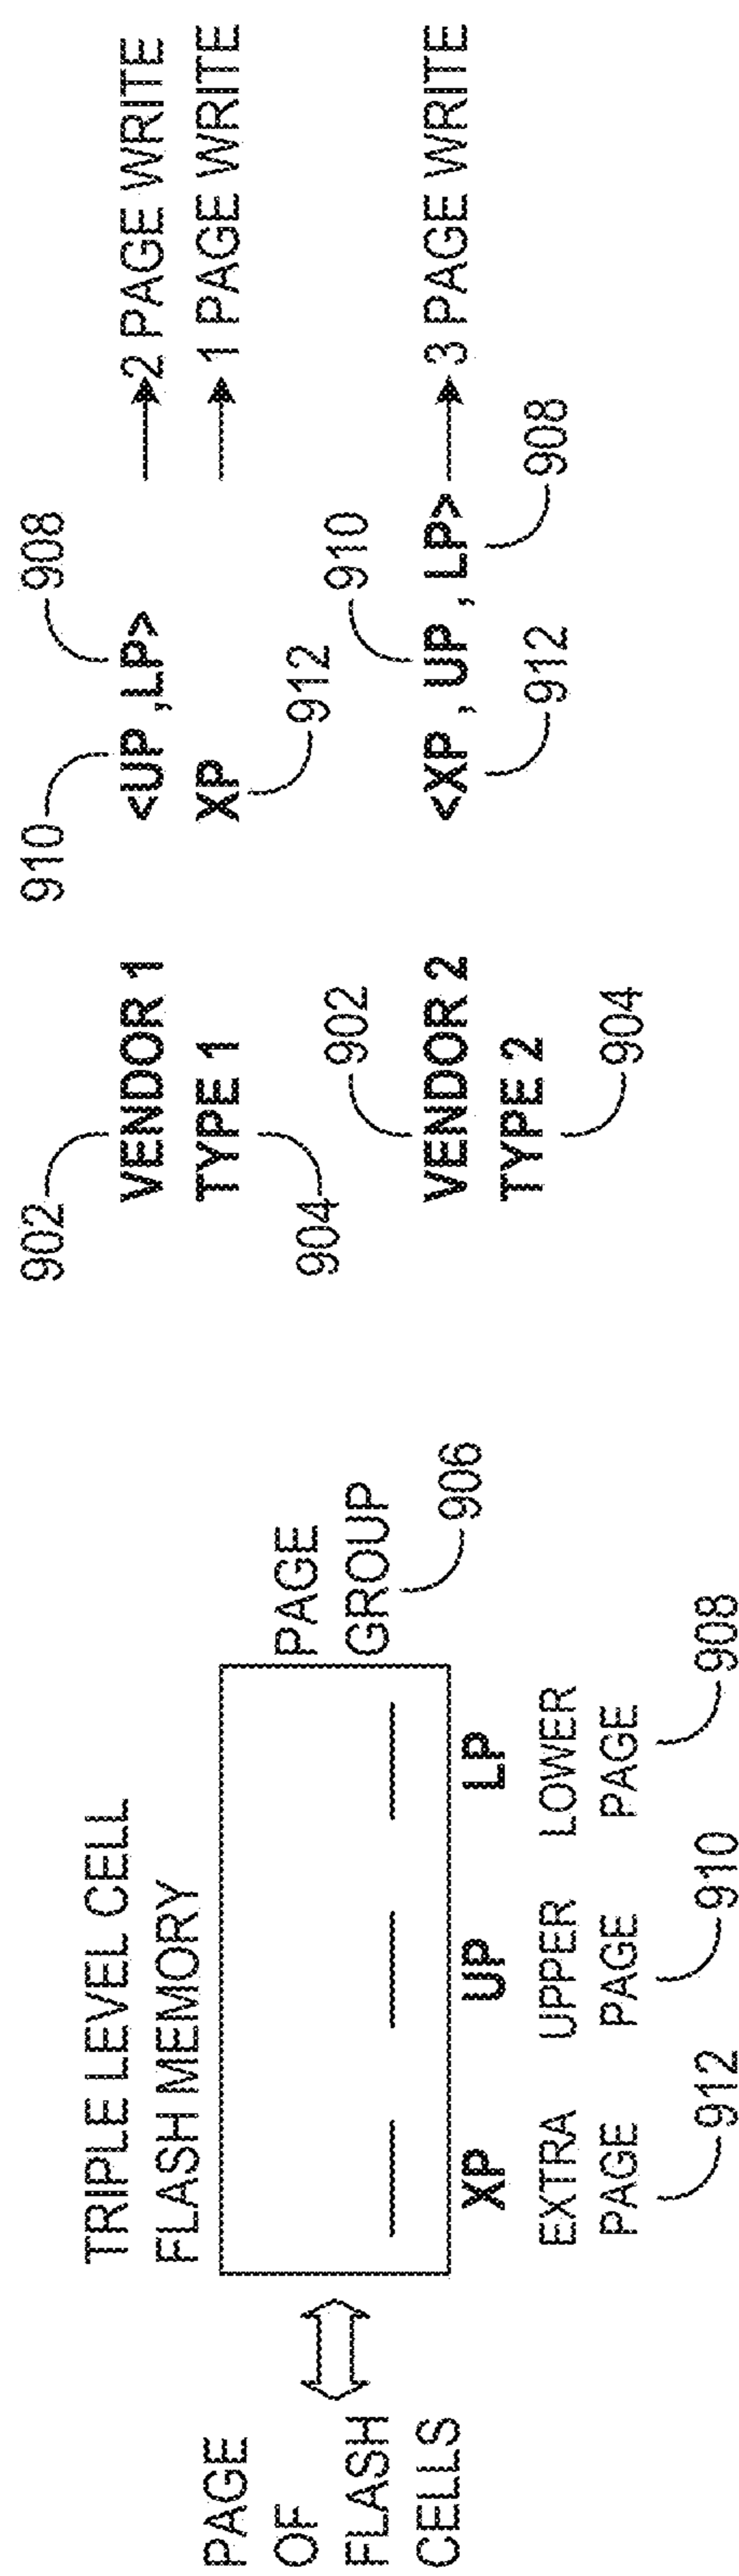 PAGE
OF
FLASH
CELLS
TRIPLE LEVEL CELL
FLASH MEMORY
PAGE
GROUP
906
XP
UP
LP
EXTRA
PAGE
912
UPPER
PAGE
910
LOWER
PAGE
908
902
VENDOR 1
TYPE 1
904
910
908
<UP ,LP>
2 PAGE WRITE
XP
1 PAGE WRITE
912
902
VENDOR 2
TYPE 2
904
910
<XP , UP , LP>
3 PAGE WRITE
912
908